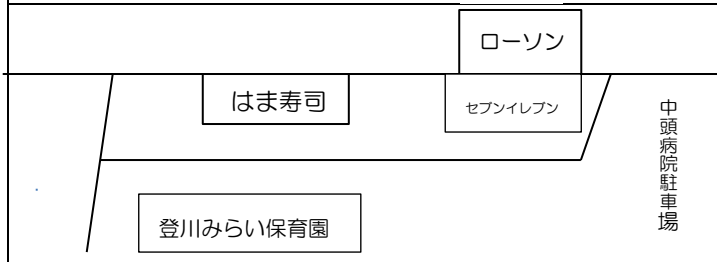 ローソン
はま寿司
セブンイレブン
中頭病院駐車場
登川みらい保育園